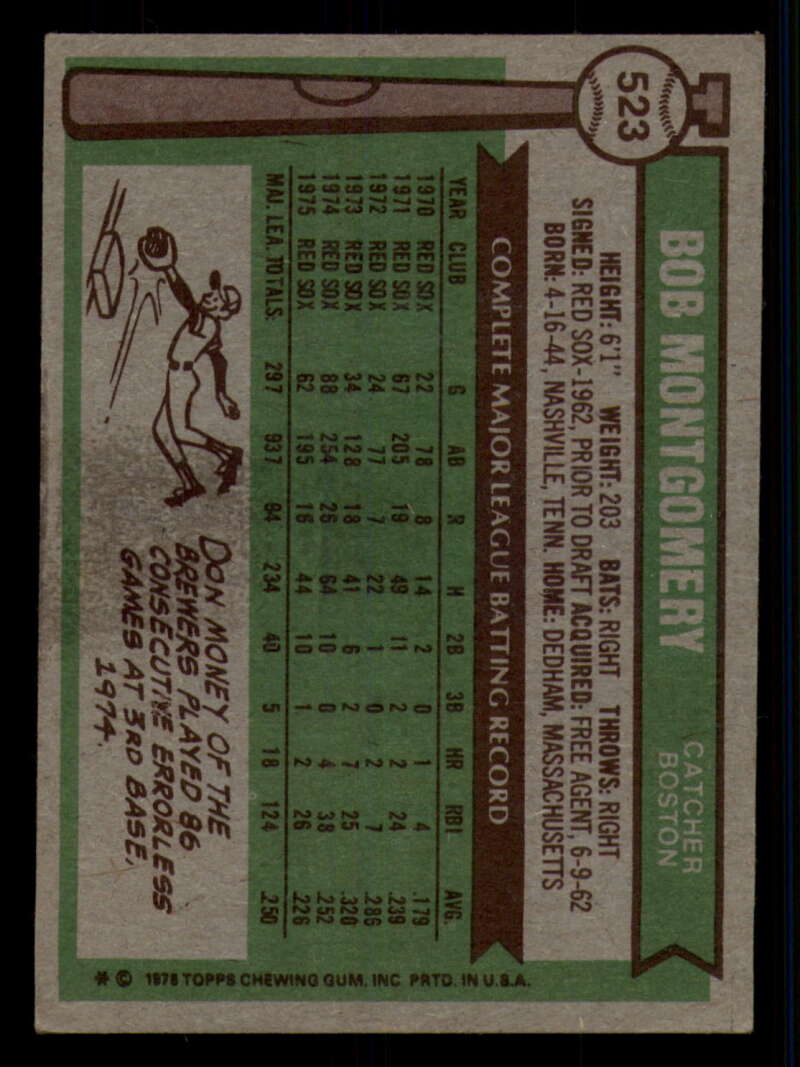 523
BOB MONTGOMERY
CATCHER
BOSTON
HEIGHT: 6'1" WEIGHT: 203 BATS: RIGHT THROWS: RIGHT
SIGNED: RED SOX-1962, PRIOR TO DRAFT ACQUIRED: FREE AGENT, 6-9-62
BORN: 4-16-44, NASHVILLE, TENN. HOME: DEDHAM, MASSACHUSETTS
COMPLETE MAJOR LEAGUE BATTING RECORD
YEAR CLUB G AB R H 2B 3B HR RBI AVG.
1970 RED SOX 22 78 8 14 2 0 1 4 .179
1971 RED SOX 67 205 19 49 11 2 2 24 .239
1972 RED SOX 24 77 7 22 1 0 2 7 .286
1973 RED SOX 34 128 18 41 6 2 7 25 .320
1974 RED SOX 88 254 26 64 10 0 4 38 .252
1975 RED SOX 62 195 16 44 10 1 2 26 .226
MAJ. LEA. TOTALS: 297 937 94 234 40 5 18 124 .250
DON MONEY OF THE
BREWERS PLAYED 86
CONSECUTIVE ERRORLESS
GAMES AT 3RD BASE,
1974.
* © 1976 TOPPS CHEWING GUM, INC. PRTD. IN U.S.A.